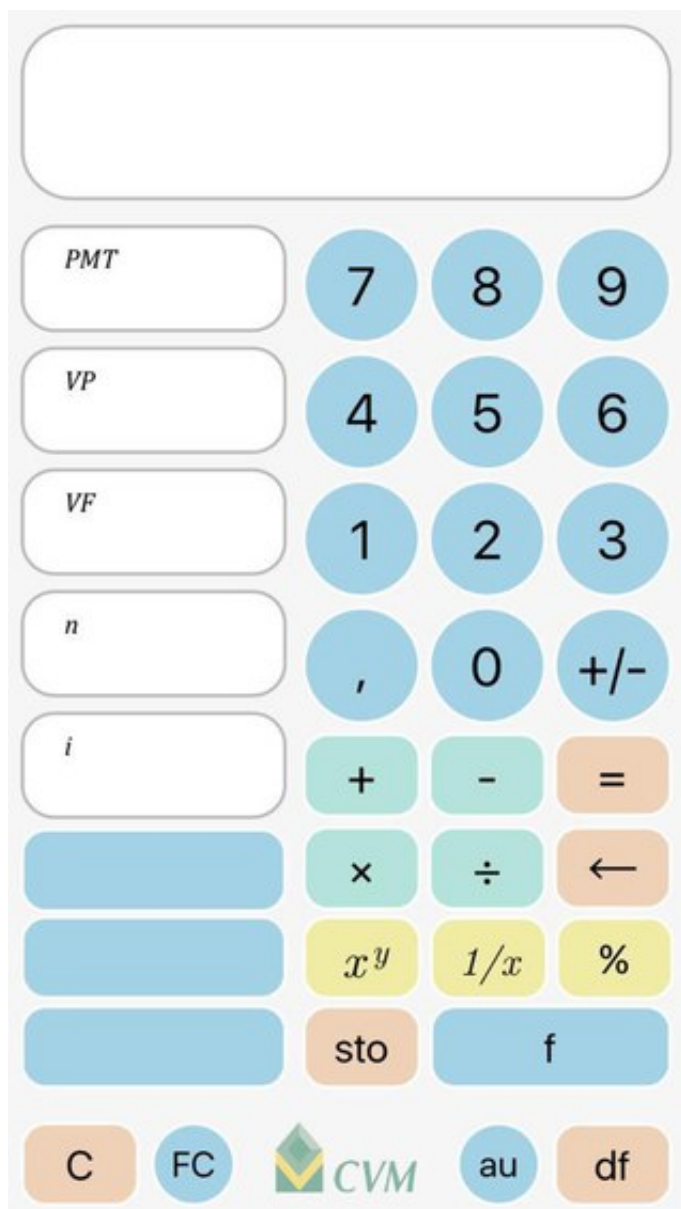 PMT
7 8 9
VP
4 5 6
VF
1 2 3
n
, 0 +/-
i
+ - =
× ÷ ←
xʸ 1/x %
sto f
C FC CVM au df